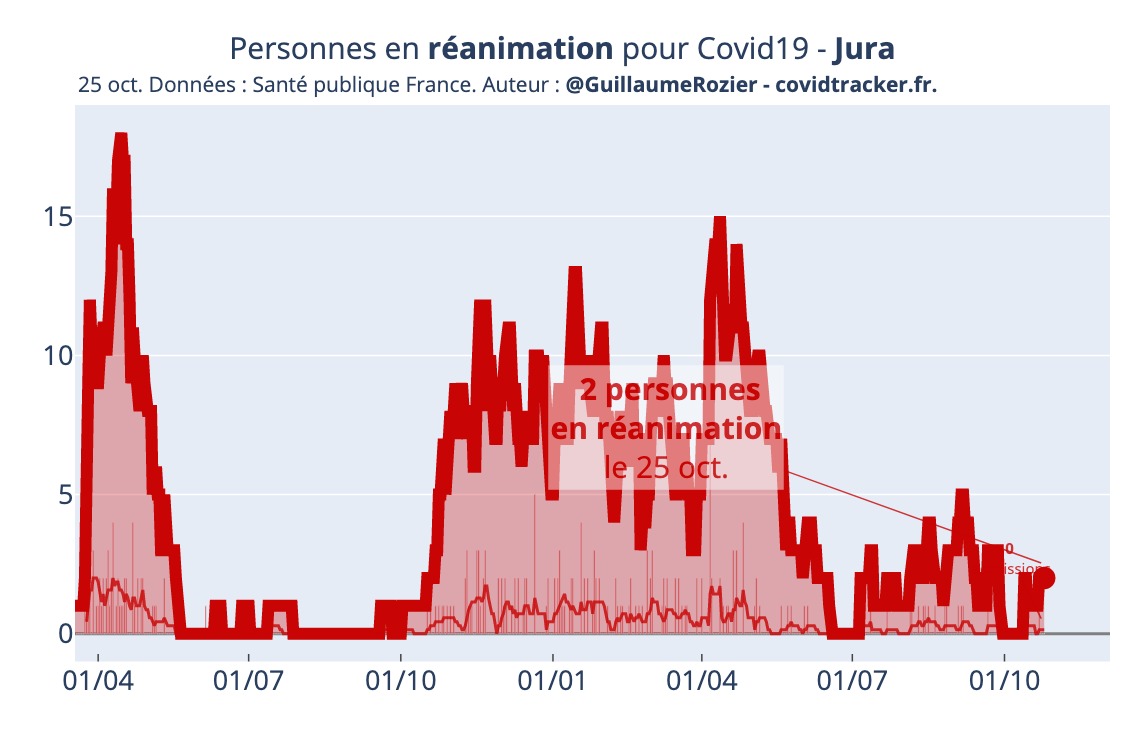 Personnes en réanimation pour Covid19 - Jura
25 oct. Données : Santé publique France. Auteur : @GuillaumeRozier - covidtracker.fr.
15
10
5
0
2 personnes
en réanimation
le 25 oct.
0
01/04 01/07 01/10 01/01 01/04 01/07 01/10